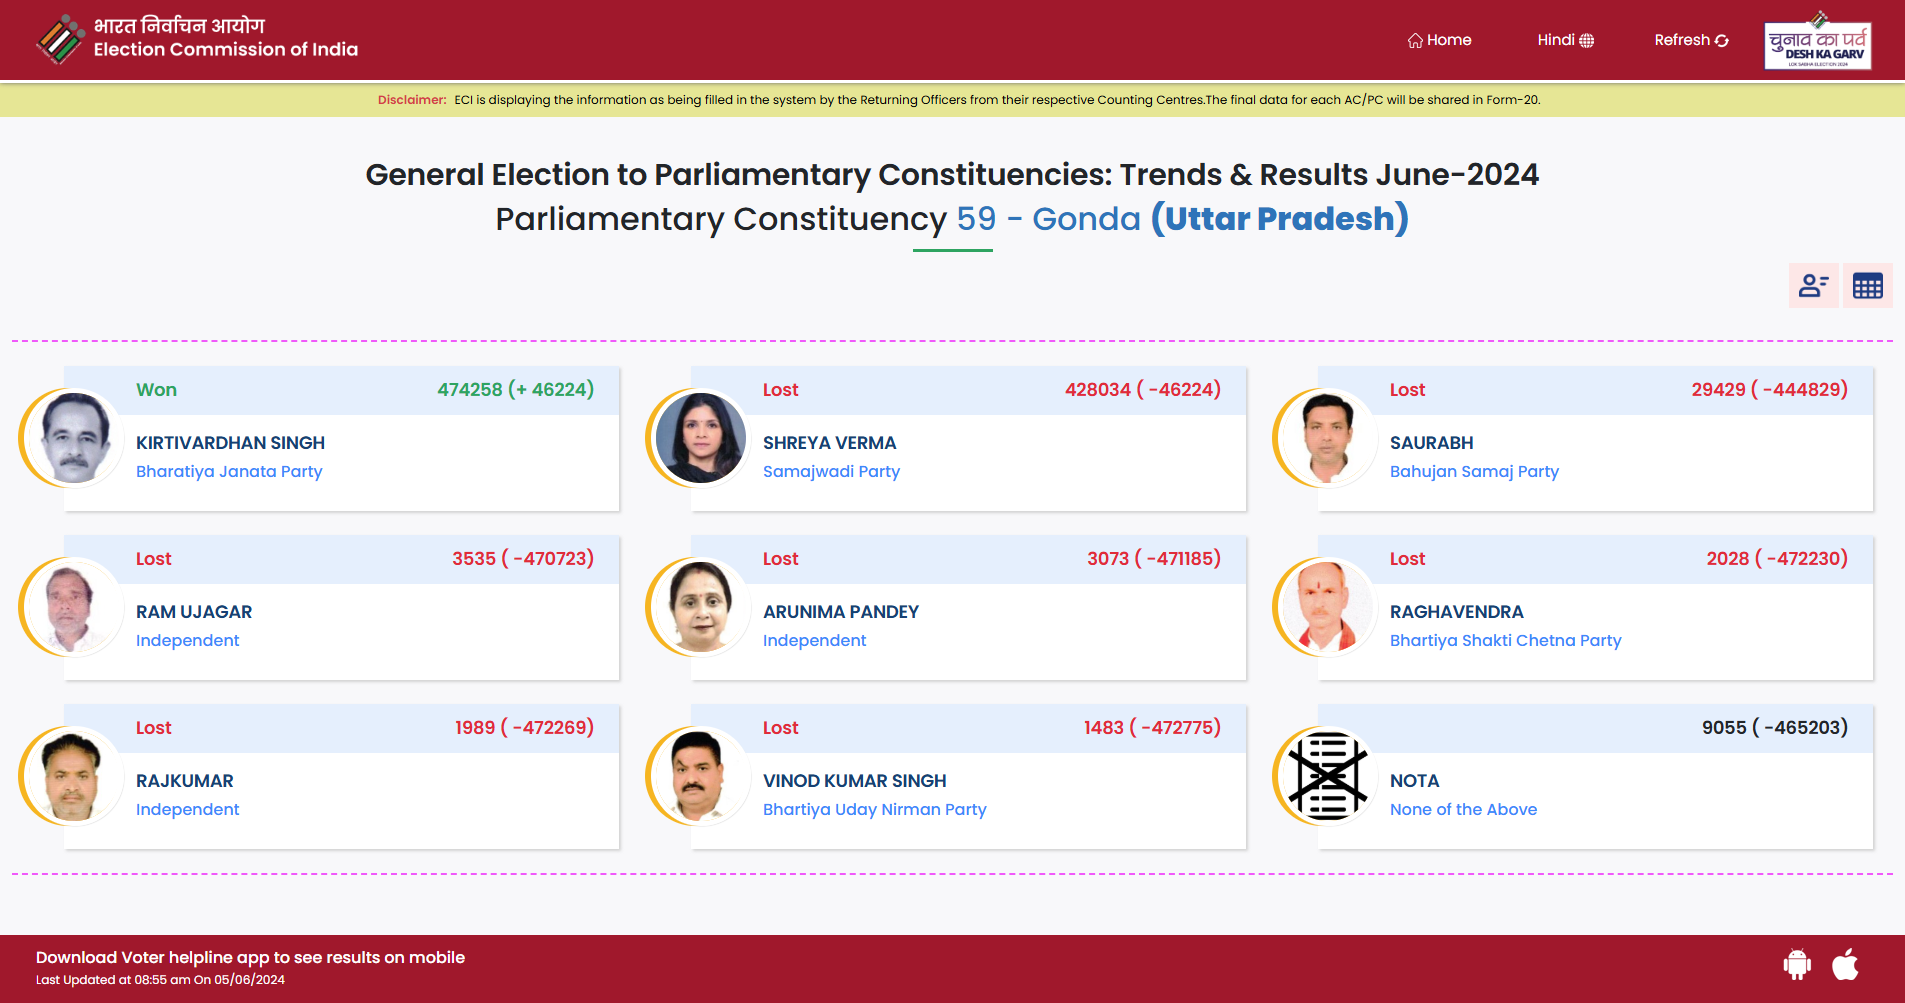 भारत निर्वाचन आयोग
Election Commission of India
Home
Hindi
Refresh
चुनाव का पर्व
DESH KA GARV
LOK SABHA ELECTION 2024
Disclaimer: ECI is displaying the information as being filled in the system by the Returning Officers from their respective Counting Centres.The final data for each AC/PC will be shared in Form-20.
General Election to Parliamentary Constituencies: Trends & Results June-2024
Parliamentary Constituency 59 - Gonda (Uttar Pradesh)
Won 474258 (+ 46224)
KIRTIVARDHAN SINGH
Bharatiya Janata Party
Lost 428034 ( -46224)
SHREYA VERMA
Samajwadi Party
Lost 29429 ( -444829)
SAURABH
Bahujan Samaj Party
Lost 3535 ( -470723)
RAM UJAGAR
Independent
Lost 3073 ( -471185)
ARUNIMA PANDEY
Independent
Lost 2028 ( -472230)
RAGHAVENDRA
Bhartiya Shakti Chetna Party
Lost 1989 ( -472269)
RAJKUMAR
Independent
Lost 1483 ( -472775)
VINOD KUMAR SINGH
Bhartiya Uday Nirman Party
9055 ( -465203)
NOTA
None of the Above
Download Voter helpline app to see results on mobile
Last Updated at 08:55 am On 05/06/2024